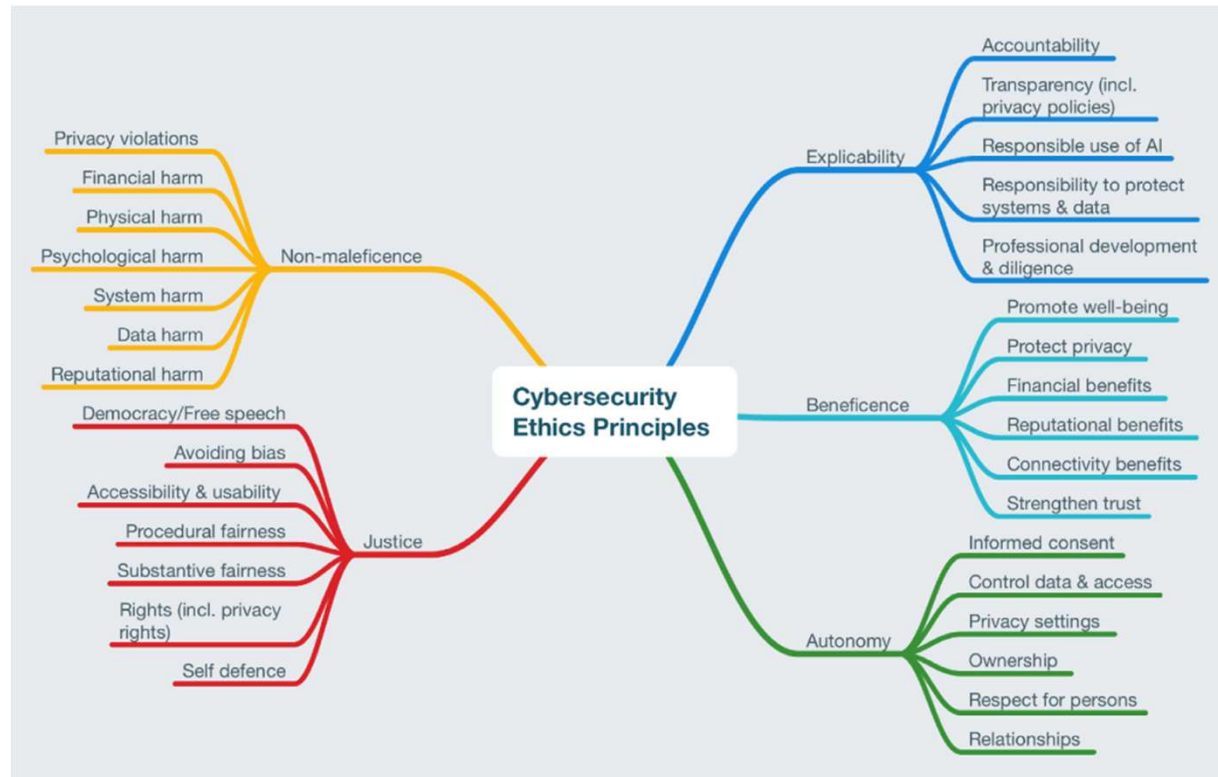 Cybersecurity
Ethics Principles
Explicability
Accountability
Transparency (incl.
privacy policies)
Responsible use of AI
Responsibility to protect
systems & data
Professional development
& diligence
Beneficence
Promote well-being
Protect privacy
Financial benefits
Reputational benefits
Connectivity benefits
Strengthen trust
Autonomy
Informed consent
Control data & access
Privacy settings
Ownership
Respect for persons
Relationships
Non-maleficence
Privacy violations
Financial harm
Physical harm
Psychological harm
System harm
Data harm
Reputational harm
Justice
Democracy/Free speech
Avoiding bias
Accessibility & usability
Procedural fairness
Substantive fairness
Rights (incl. privacy
rights)
Self defence